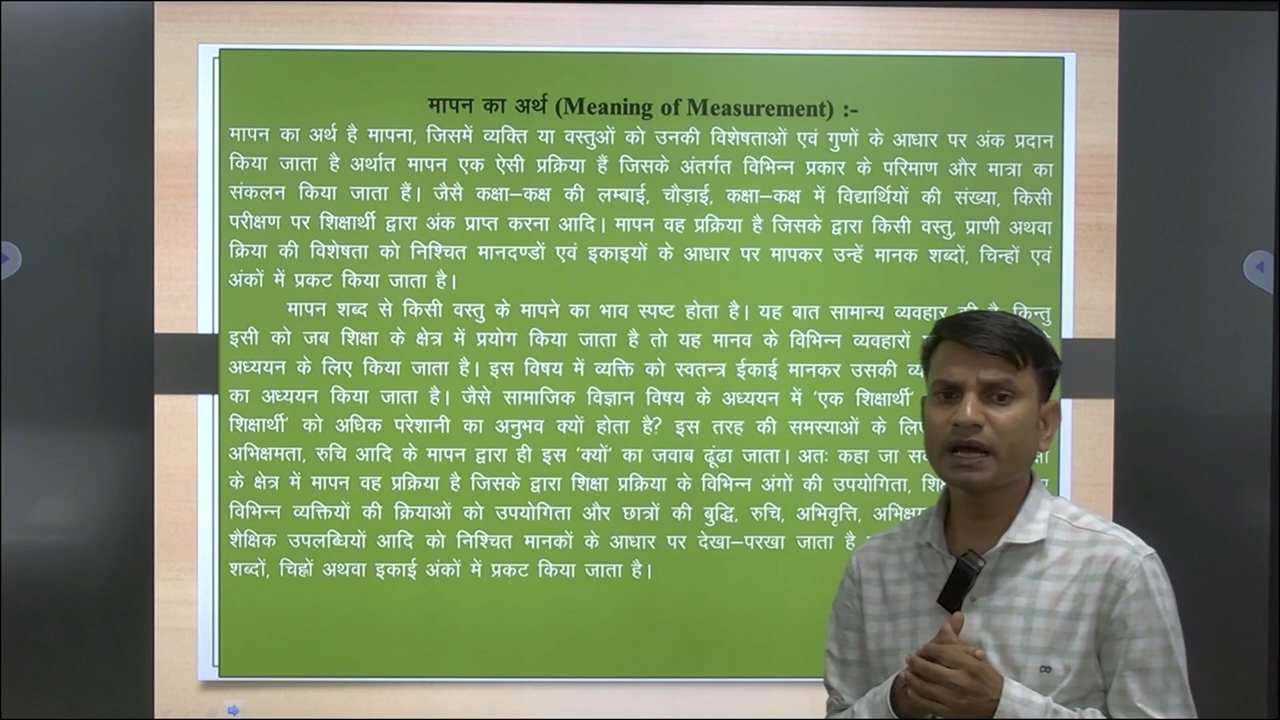 मापन का अर्थ (Meaning of Measurement) :-
मापन का अर्थ है मापना, जिसमें व्यक्ति या वस्तुओं को उनकी विशेषताओं एवं गुणों के आधार पर अंक प्रदान
किया जाता है अर्थात मापन एक ऐसी प्रक्रिया हैं जिसके अंतर्गत विभिन्न प्रकार के परिमाण और मात्रा का
संकलन किया जाता हैं। जैसे कक्षा–कक्ष की लम्बाई, चौड़ाई, कक्षा–कक्ष में विद्यार्थियों की संख्या, किसी
परीक्षण पर शिक्षार्थी द्वारा अंक प्राप्त करना आदि। मापन वह प्रक्रिया है जिसके द्वारा किसी वस्तु, प्राणी अथवा
क्रिया की विशेषता को निश्चित मानदण्डों एवं इकाइयों के आधार पर मापकर उन्हें मानक शब्दों, चिन्हों एवं
अंकों में प्रकट किया जाता है।
मापन शब्द से किसी वस्तु के मापने का भाव स्पष्ट होता है। यह बात सामान्य व्यवहार किन्तु
इसी को जब शिक्षा के क्षेत्र में प्रयोग किया जाता है तो यह मानव के विभिन्न व्यवहारों
अध्ययन के लिए किया जाता है। इस विषय में व्यक्ति को स्वतन्त्र ईकाई मानकर उसकी
का अध्ययन किया जाता है। जैसे सामाजिक विज्ञान विषय के अध्ययन में ‘एक शिक्षार्थी’
शिक्षार्थी’ को अधिक परेशानी का अनुभव क्यों होता है? इस तरह की समस्याओं के
अभिक्षमता, रुचि आदि के मापन द्वारा ही इस ‘क्यों’ का जवाब ढूंढा जाता। अतः कहा जा
के क्षेत्र में मापन वह प्रक्रिया है जिसके द्वारा शिक्षा प्रक्रिया के विभिन्न अंगों की उपयोगिता,
विभिन्न व्यक्तियों की क्रियाओं को उपयोगिता और छात्रों की बुद्धि, रुचि, अभिवृत्ति,
शैक्षिक उपलब्धियों आदि को निश्चित मानकों के आधार पर देखा–परखा जाता है
शब्दों, चिह्नों अथवा इकाई अंकों में प्रकट किया जाता है।